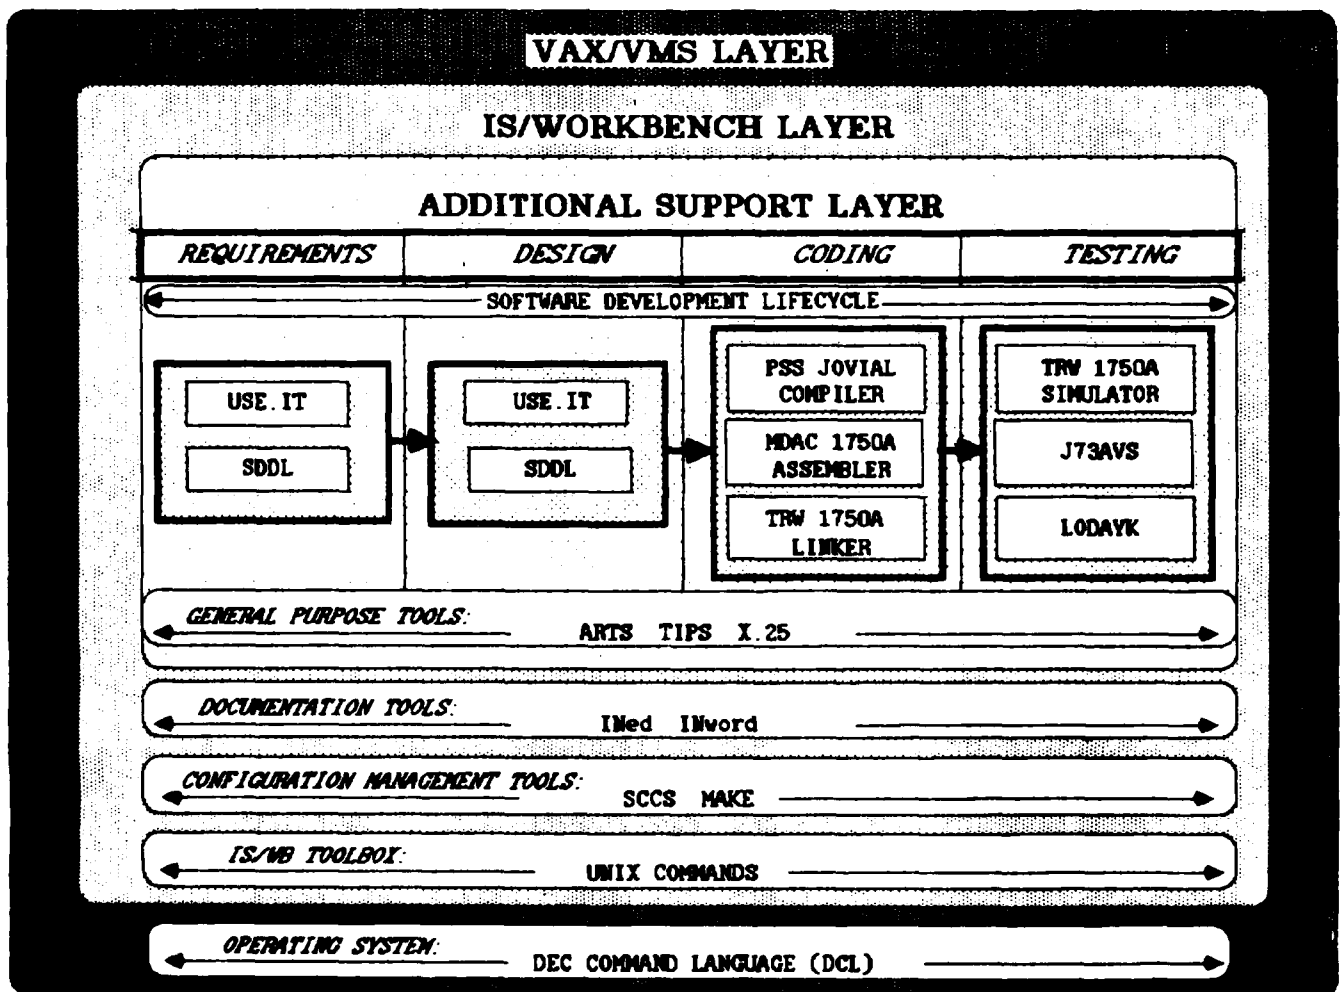 VAX/VMS LAYER
IS/WORKBENCH LAYER
ADDITIONAL SUPPORT LAYER
REQUIREMENTS DESIGN CODING TESTING
SOFTWARE DEVELOPMENT LIFECYCLE
USE.IT
SDDL
USE.IT
SDDL
PSS JOVIAL
COMPILER
MDAC 1750A
ASSEMBLER
TRW 1750A
LINKER
TRW 1750A
SIMULATOR
J73AVS
LODAYK
GENERAL PURPOSE TOOLS:
ARTS TIPS X.25
DOCUMENTATION TOOLS:
INed INword
CONFIGURATION MANAGEMENT TOOLS:
SCCS MAKE
IS/WB TOOLBOX:
UNIX COMMANDS
OPERATING SYSTEM:
DEC COMMAND LANGUAGE (DCL)